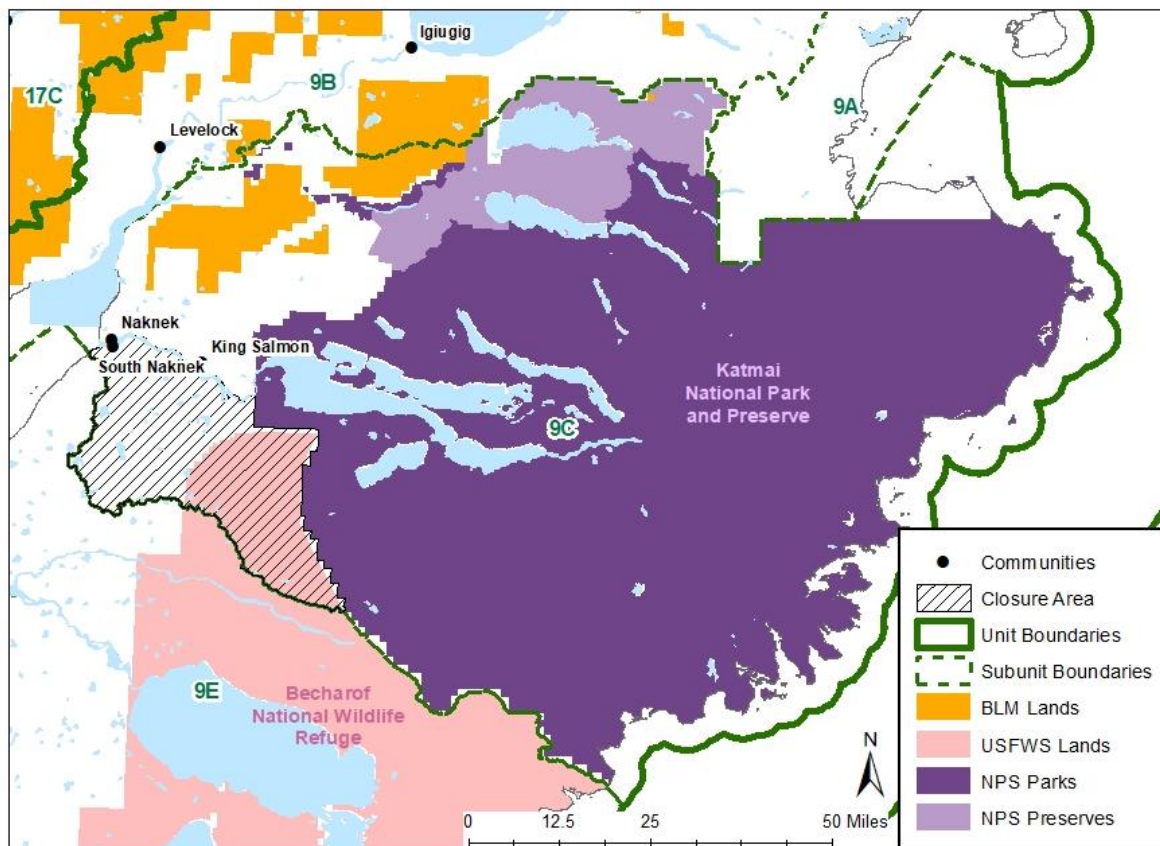 Igiugig
17C
9B
9A
Levelock
Naknek
King Salmon
South Naknek
Katmai
National Park
and Preserve
9C
9E
Becharof
National Wildlife
Refuge
N
0 12.5 25 50 Miles
Communities
Closure Area
Unit Boundaries
Subunit Boundaries
BLM Lands
USFWS Lands
NPS Parks
NPS Preserves